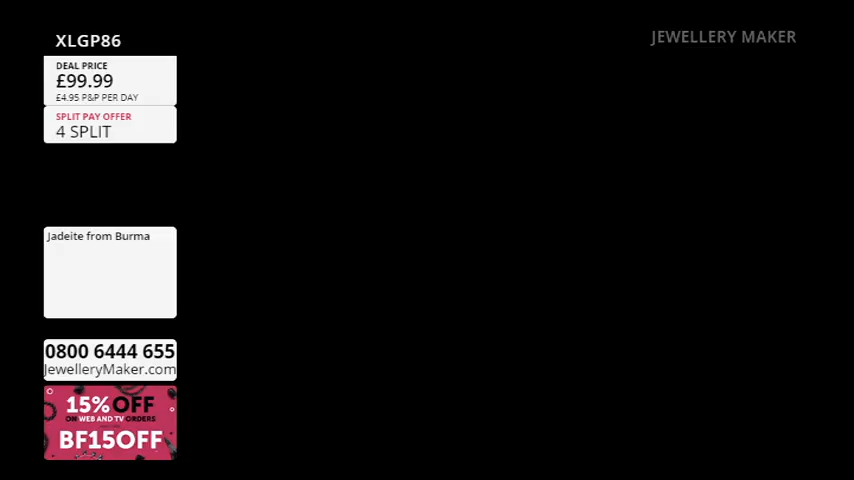 XLGP86
JEWELLERY MAKER
DEAL PRICE
£99.99
£4.95 P&P PER DAY
SPLIT PAY OFFER
4 SPLIT
Jadeite from Burma
0800 6444 655
JewelleryMaker.com
15% OFF
ON WEB AND TV ORDERS
BF15OFF